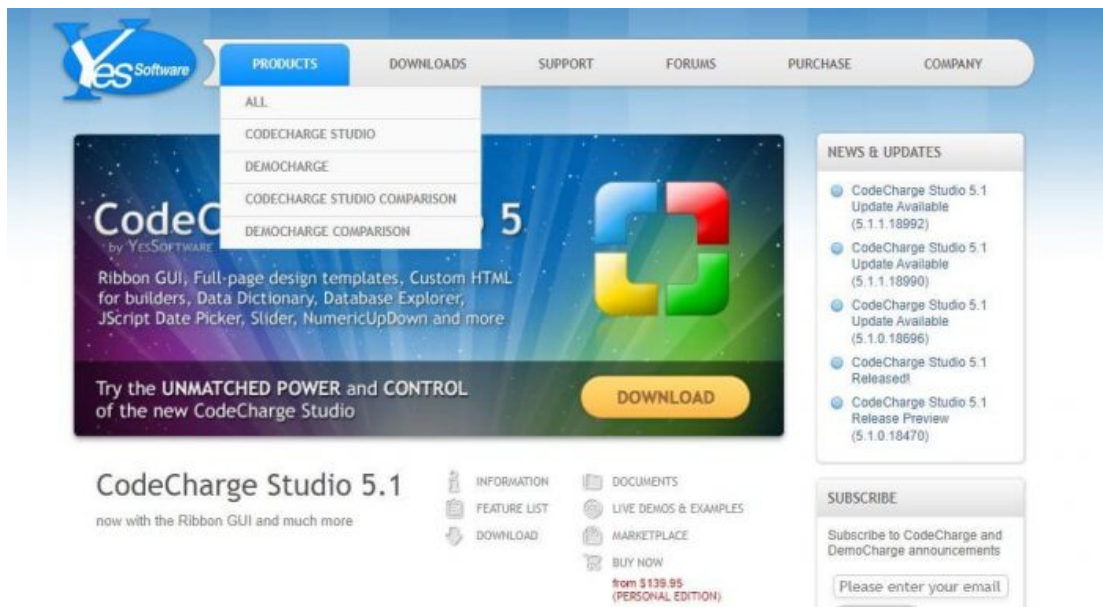 Yes Software
PRODUCTS
DOWNLOADS
SUPPORT
FORUMS
PURCHASE
COMPANY
ALL
CODECHARGE STUDIO
DEMOCHARGE
CODECHARGE STUDIO COMPARISON
DEMOCHARGE COMPARISON
CodeC o 5
by YESSOFTWARE
Ribbon GUI, Full-page design templates, Custom HTML
for builders, Data Dictionary, Database Explorer,
JScript Date Picker, Slider, NumericUpDown and more
Try the UNMATCHED POWER and CONTROL
of the new CodeCharge Studio
DOWNLOAD
NEWS & UPDATES
CodeCharge Studio 5.1
Update Available
(5.1.1.18992)
CodeCharge Studio 5.1
Update Available
(5.1.1.18990)
CodeCharge Studio 5.1
Update Available
(5.1.0.18696)
CodeCharge Studio 5.1
Released!
CodeCharge Studio 5.1
Release Preview
(5.1.0.18470)
CodeCharge Studio 5.1
now with the Ribbon GUI and much more
INFORMATION
FEATURE LIST
DOWNLOAD
DOCUMENTS
LIVE DEMOS & EXAMPLES
MARKETPLACE
BUY NOW
from $139.95
(PERSONAL EDITION)
SUBSCRIBE
Subscribe to CodeCharge and
DemoCharge announcements
Please enter your email